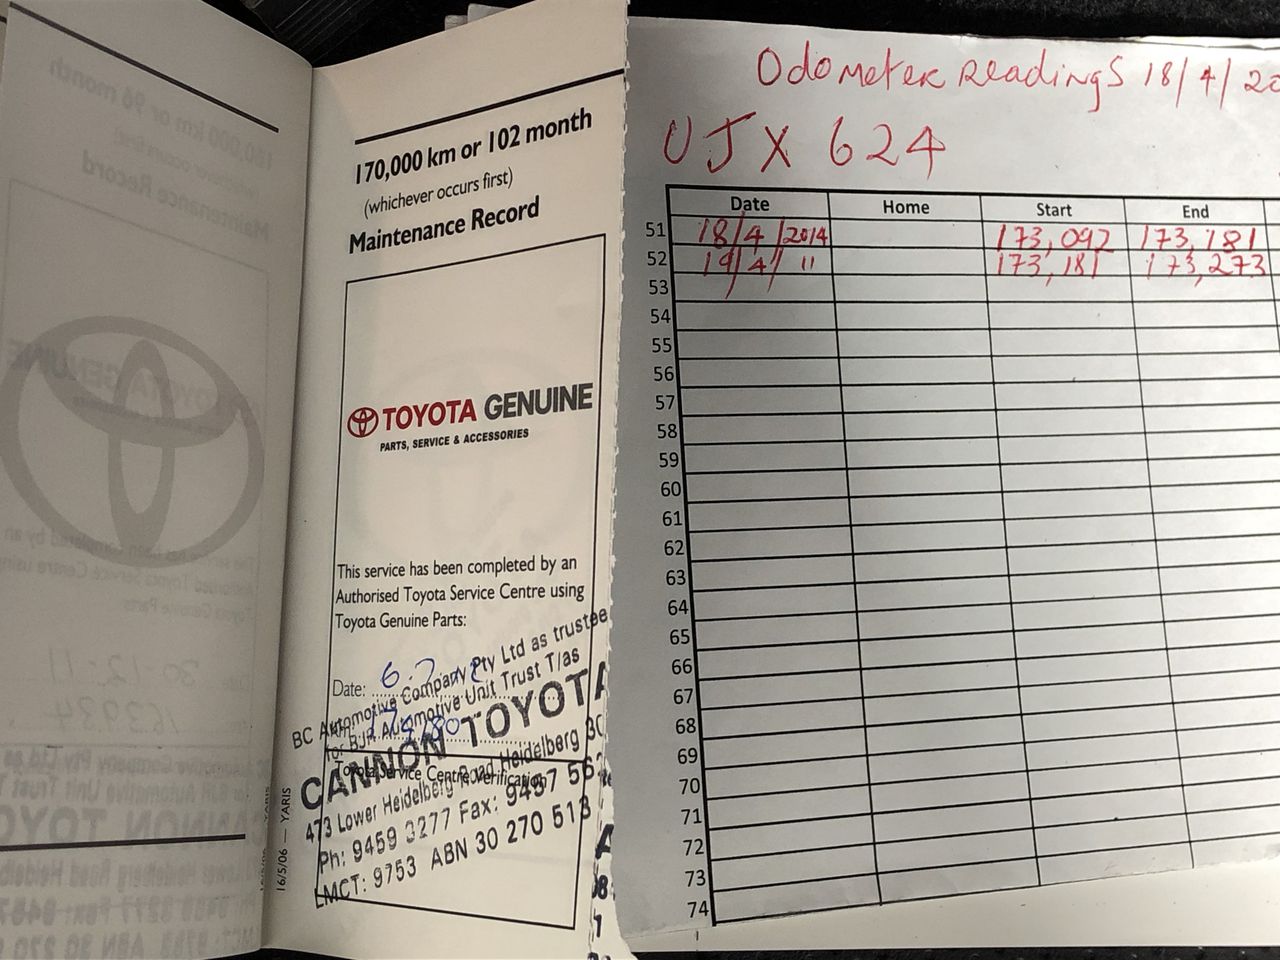 170,000 km or 102 month
(whichever occurs first)
Maintenance Record
TOYOTA GENUINE
PARTS, SERVICE & ACCESSORIES
This service has been completed by an
Authorised Toyota Service Centre using
Toyota Genuine Parts:
Date:
BC Automotive Company Pty Ltd as trustee
for BJR Automotive Unit Trust T/as
CANNON TOYOTA
Toyota Service Centre Verification
473 Lower Heidelberg Road Heidelberg 30
Ph: 9459 3277 Fax: 9457 56
LMCT: 9753 ABN 30 270 513
16/5/06 — YARIS
Odometer Readings 18/4/20
UJX 624
Date Home Start End
51 18/4/2014 173,092 173,181
52 19/4/11 173,181 173,273
53
54
55
56
57
58
59
60
61
62
63
64
65
66
67
68
69
70
71
72
73
74